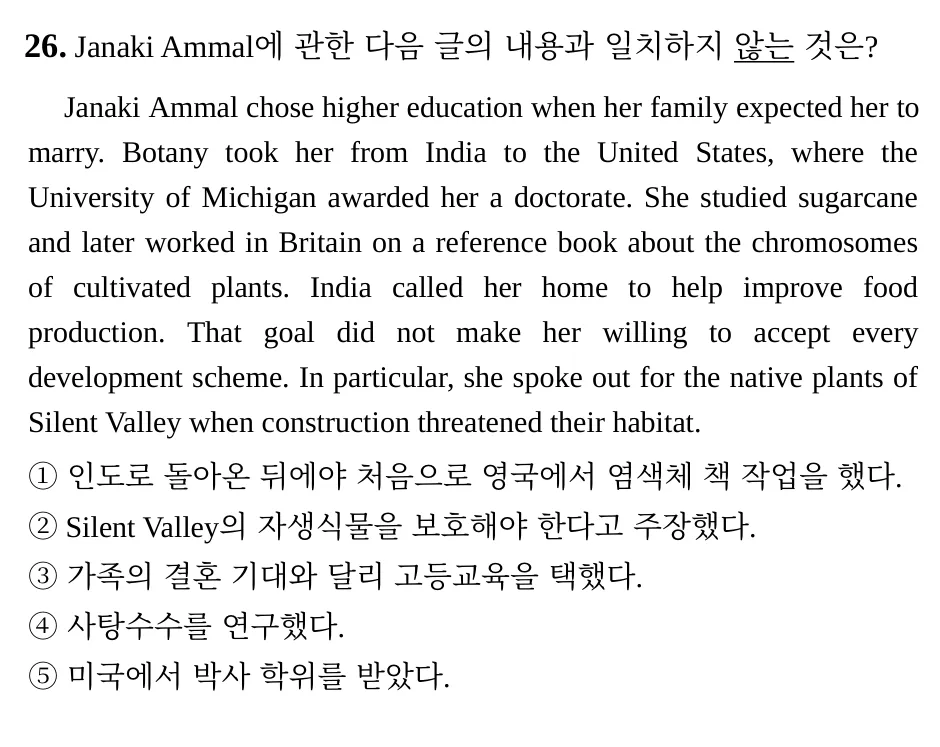 26. Janaki Ammal에 관한 다음 글의 내용과 일치하지 않는 것은?
Janaki Ammal chose higher education when her family expected her to
marry. Botany took her from India to the United States, where the
University of Michigan awarded her a doctorate. She studied sugarcane
and later worked in Britain on a reference book about the chromosomes
of cultivated plants. India called her home to help improve food
production. That goal did not make her willing to accept every
development scheme. In particular, she spoke out for the native plants of
Silent Valley when construction threatened their habitat.
① 인도로 돌아온 뒤에야 처음으로 영국에서 염색체 책 작업을 했다.
② Silent Valley의 자생식물을 보호해야 한다고 주장했다.
③ 가족의 결혼 기대와 달리 고등교육을 택했다.
④ 사탕수수를 연구했다.
⑤ 미국에서 박사 학위를 받았다.